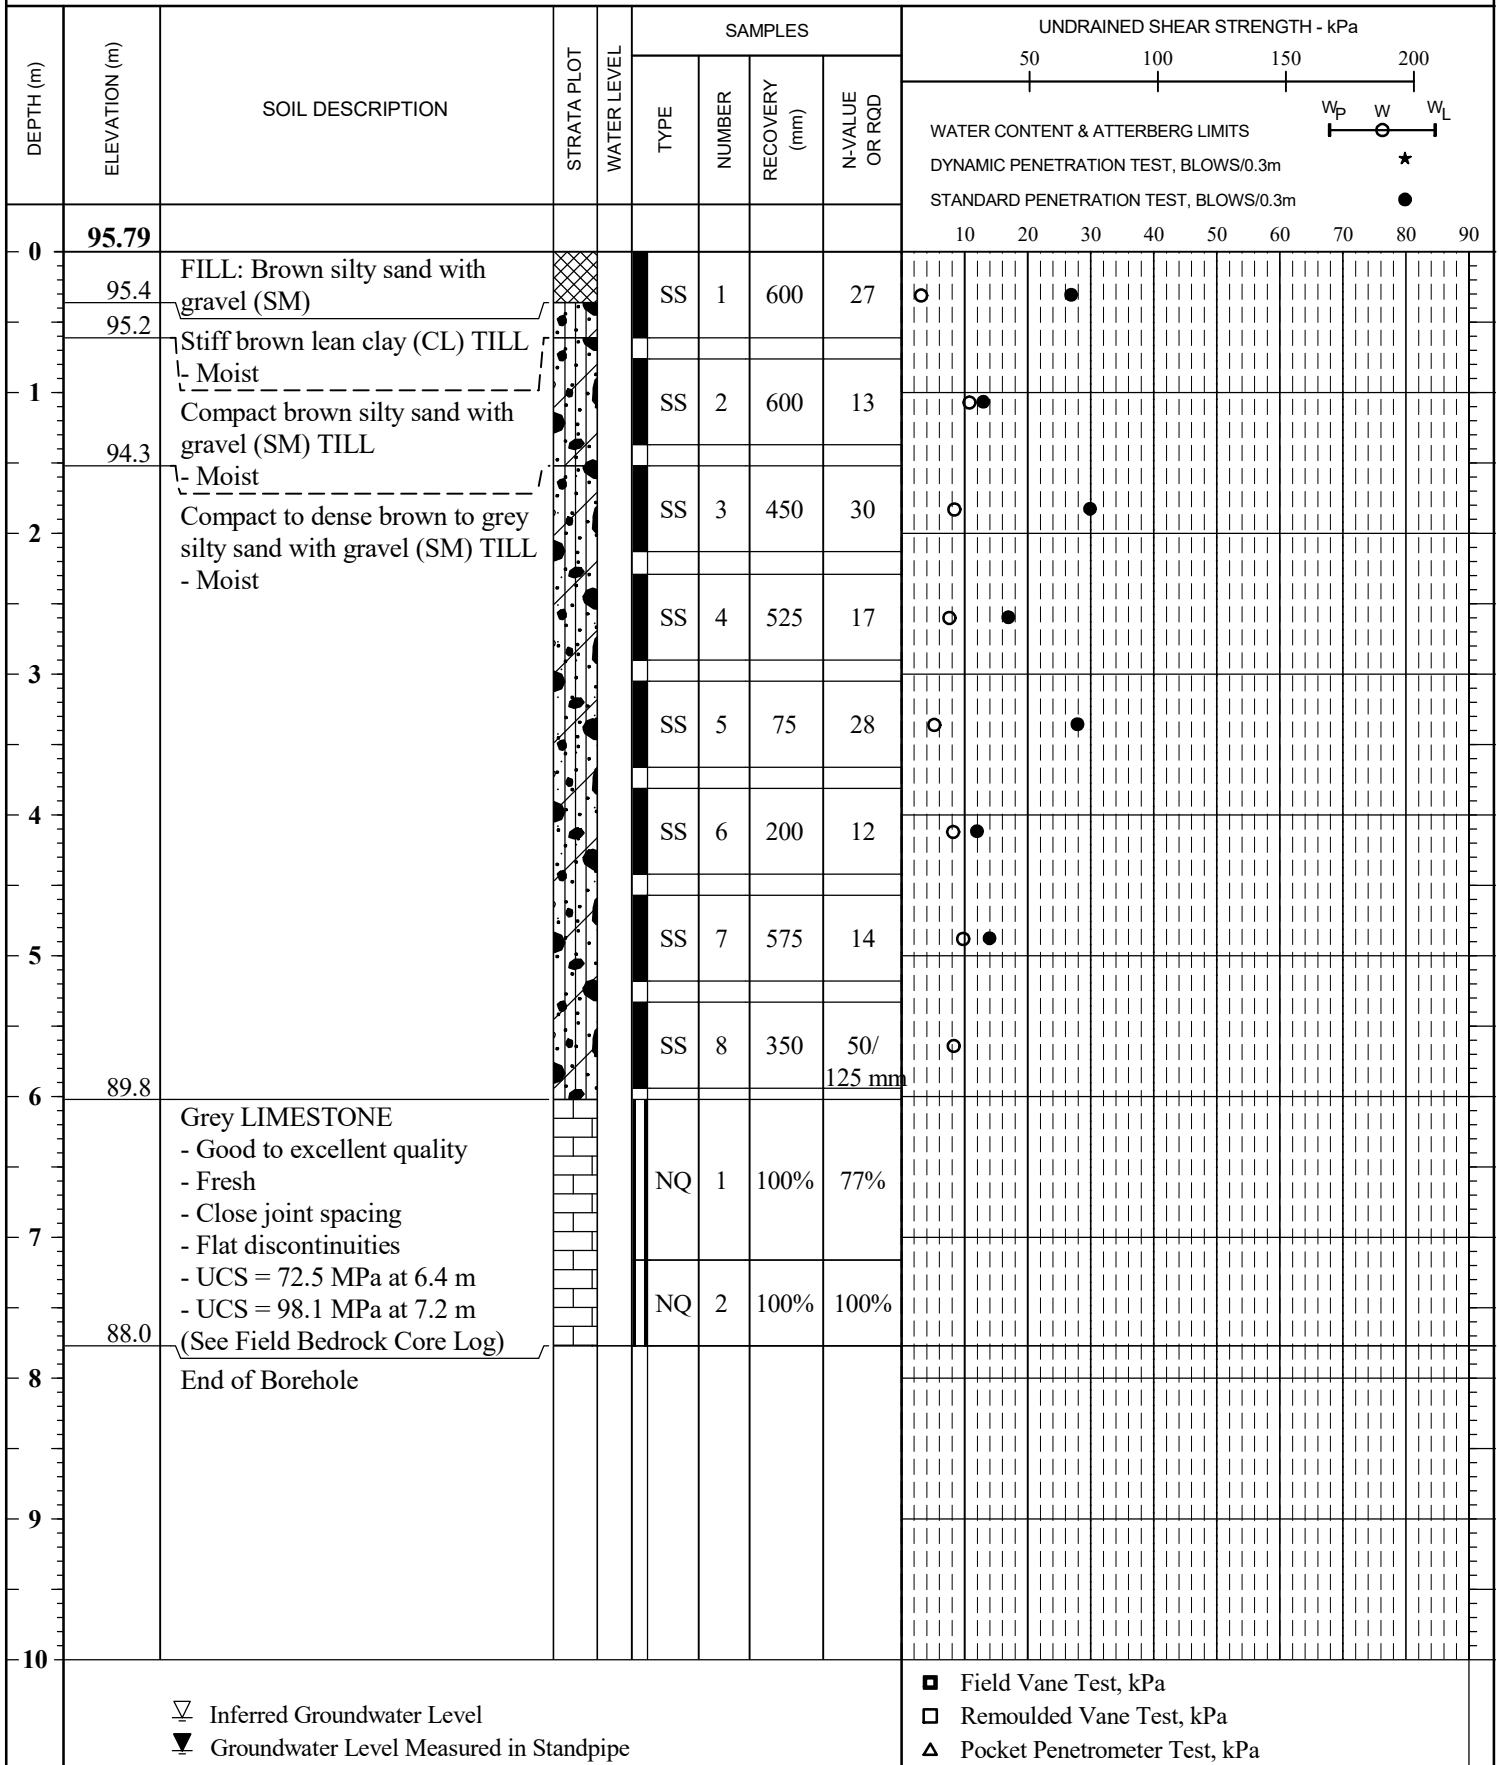 DEPTH (m)
ELEVATION (m)
SOIL DESCRIPTION
STRATA PLOT
WATER LEVEL
SAMPLES
TYPE
NUMBER
RECOVERY
(mm)
N-VALUE
OR RQD
UNDRAINED SHEAR STRENGTH - kPa
50 100 150 200
WATER CONTENT & ATTERBERG LIMITS
WP W WL
DYNAMIC PENETRATION TEST, BLOWS/0.3m ★
STANDARD PENETRATION TEST, BLOWS/0.3m ●
10 20 30 40 50 60 70 80 90
95.79
0
FILL: Brown silty sand with
gravel (SM)
95.4
SS 1 600 27
95.2
Stiff brown lean clay (CL) TILL
- Moist
1
Compact brown silty sand with
gravel (SM) TILL
- Moist
SS 2 600 13
94.3
Compact to dense brown to grey
silty sand with gravel (SM) TILL
- Moist
SS 3 450 30
2
SS 4 525 17
3
SS 5 75 28
4
SS 6 200 12
SS 7 575 14
5
SS 8 350 50/
125 mm
89.8
6
Grey LIMESTONE
- Good to excellent quality
- Fresh
- Close joint spacing
- Flat discontinuities
- UCS = 72.5 MPa at 6.4 m
- UCS = 98.1 MPa at 7.2 m
(See Field Bedrock Core Log)
NQ 1 100% 77%
7
NQ 2 100% 100%
88.0
End of Borehole
8
9
10
Inferred Groundwater Level
Groundwater Level Measured in Standpipe
Field Vane Test, kPa
Remoulded Vane Test, kPa
Pocket Penetrometer Test, kPa